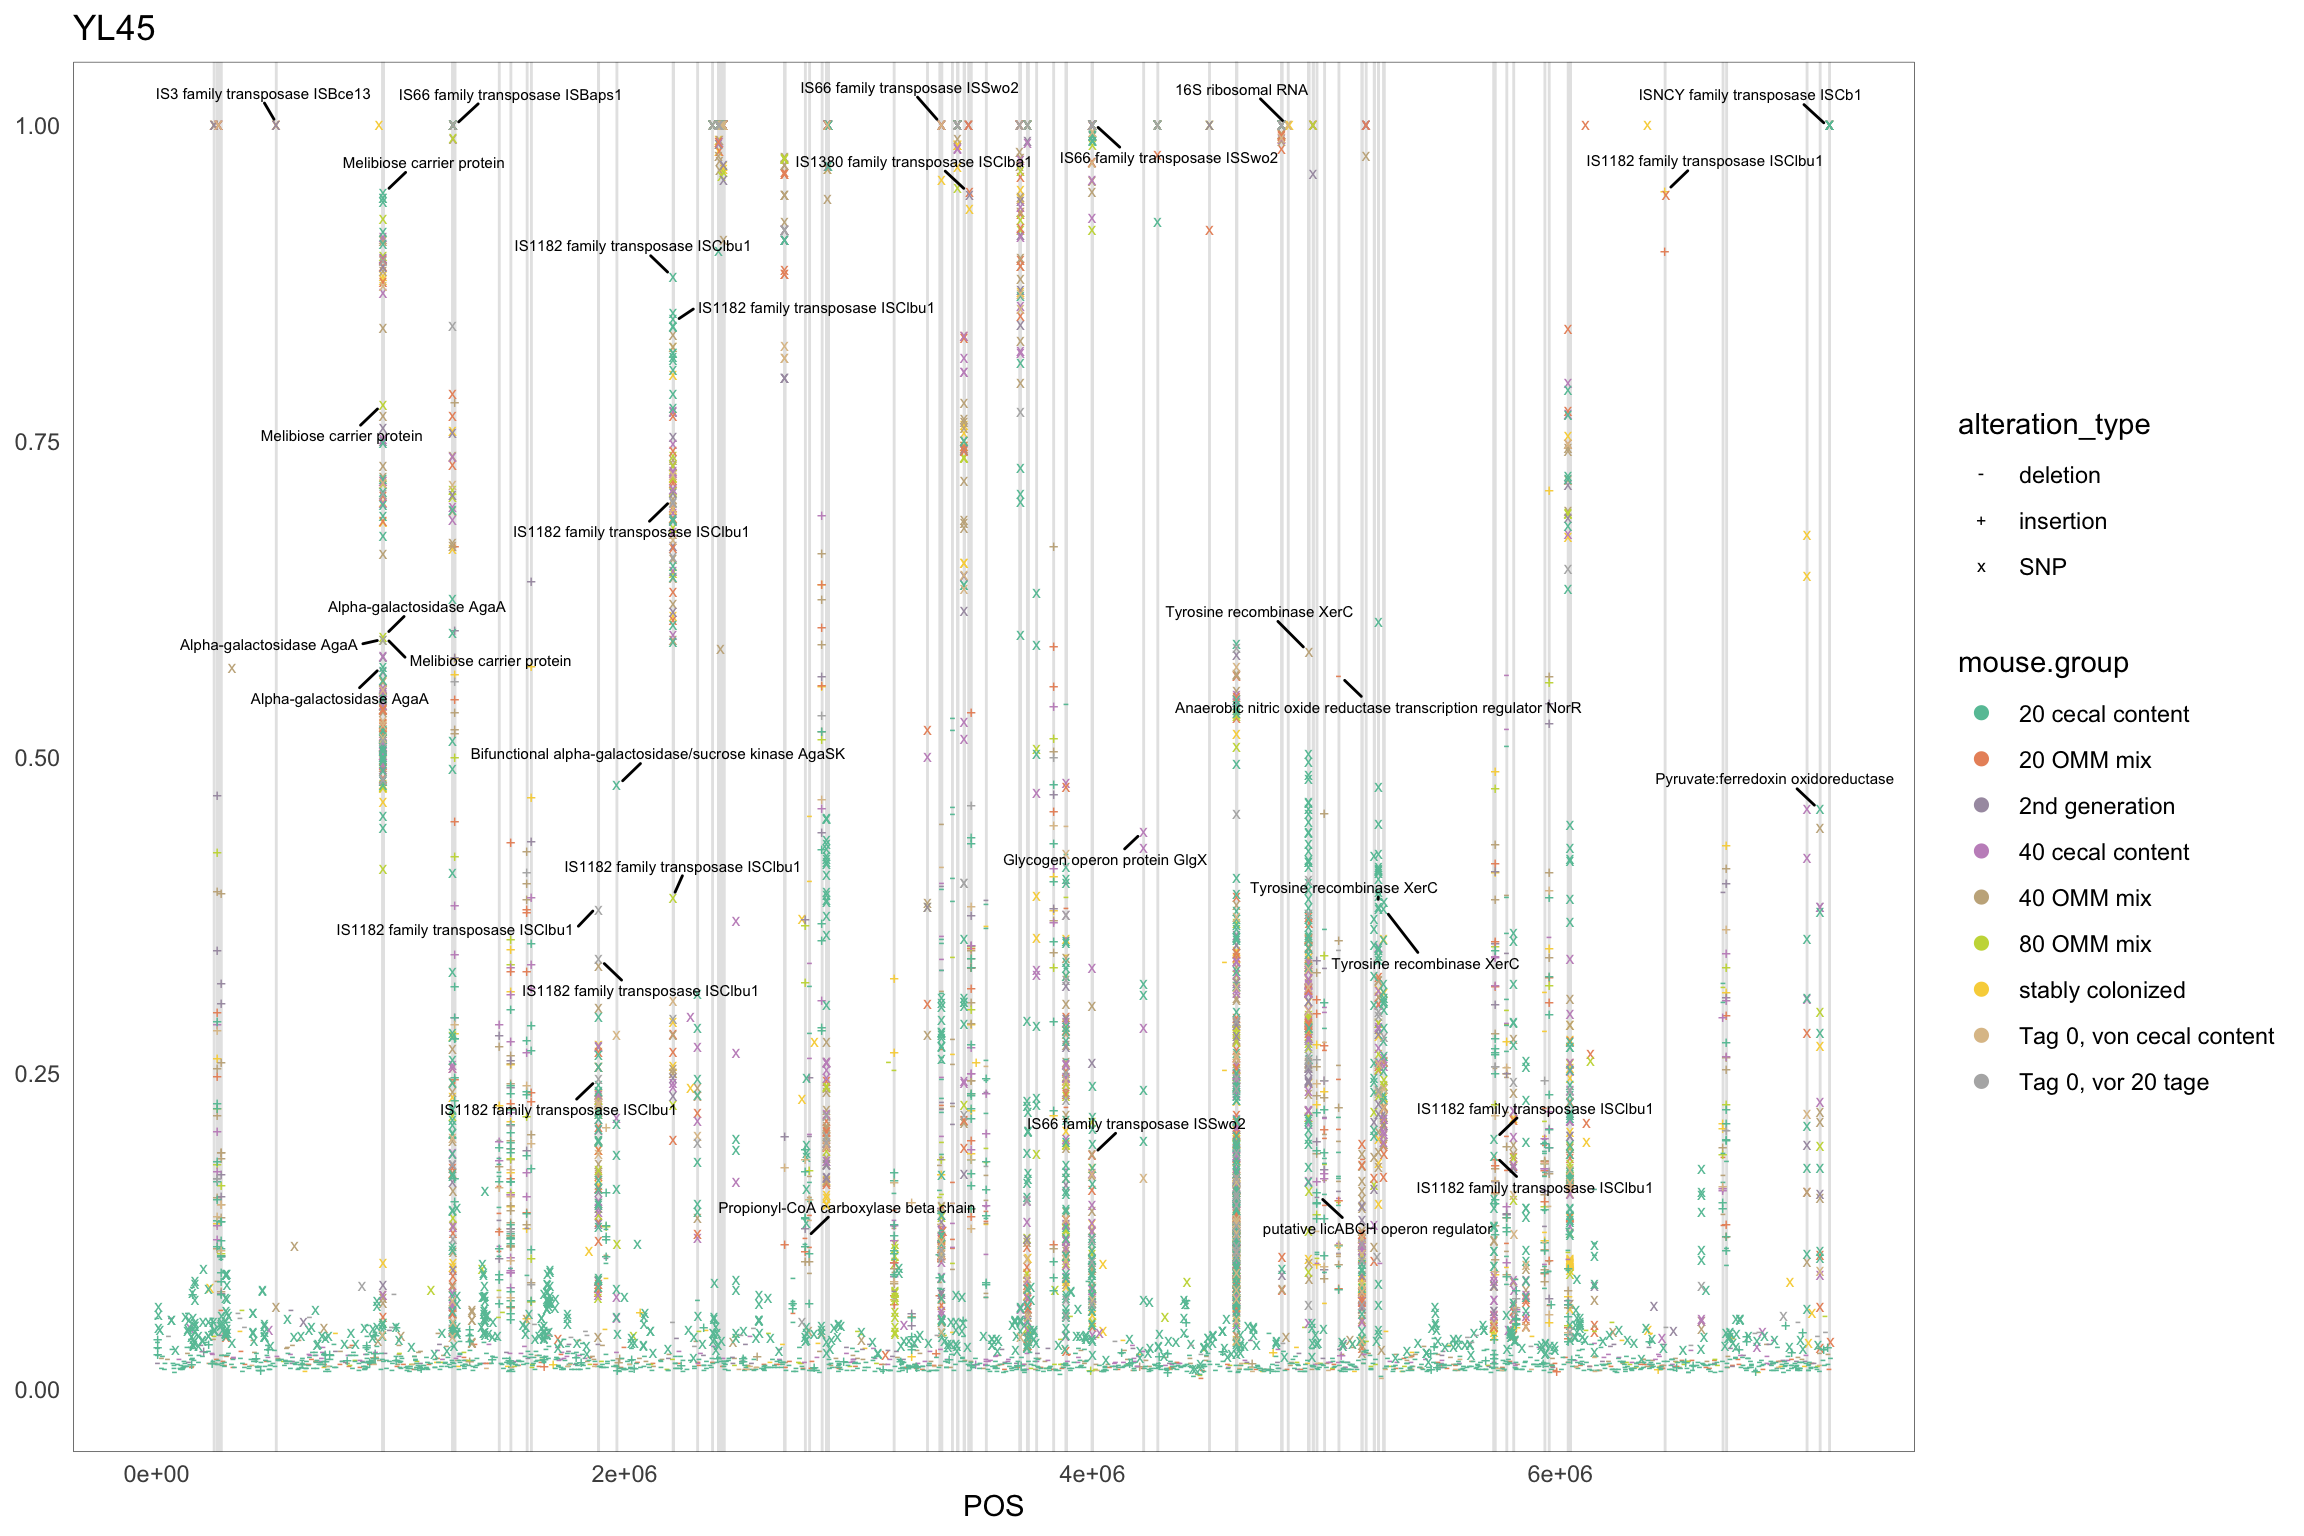 YL45
IS3 family transposase ISBce13
IS66 family transposase ISBaps1
IS66 family transposase ISSwo2
16S ribosomal RNA
ISNCY family transposase ISCb1
1.00
Melibiose carrier protein
IS1380 family transposase ISClba1
IS66 family transposase ISSwo2
IS1182 family transposase ISClbu1
IS1182 family transposase ISClbu1
IS1182 family transposase ISClbu1
0.75
Melibiose carrier protein
IS1182 family transposase ISClbu1
Alpha-galactosidase AgaA
Tyrosine recombinase XerC
Alpha-galactosidase AgaA
Melibiose carrier protein
Alpha-galactosidase AgaA
Anaerobic nitric oxide reductase transcription regulator NorR
0.50
Bifunctional alpha-galactosidase/sucrose kinase AgaSK
Pyruvate:ferredoxin oxidoreductase
IS1182 family transposase ISClbu1
Glycogen operon protein GlgX
Tyrosine recombinase XerC
IS1182 family transposase ISClbu1
Tyrosine recombinase XerC
IS1182 family transposase ISClbu1
0.25
IS1182 family transposase ISClbu1
IS66 family transposase ISSwo2
IS1182 family transposase ISClbu1
IS1182 family transposase ISClbu1
Propionyl-CoA carboxylase beta chain
putative licABCH operon regulator
0.00
0e+00
2e+06
4e+06
6e+06
POS
alteration_type
- deletion
+ insertion
x SNP
mouse.group
20 cecal content
20 OMM mix
2nd generation
40 cecal content
40 OMM mix
80 OMM mix
stably colonized
Tag 0, von cecal content
Tag 0, vor 20 tage